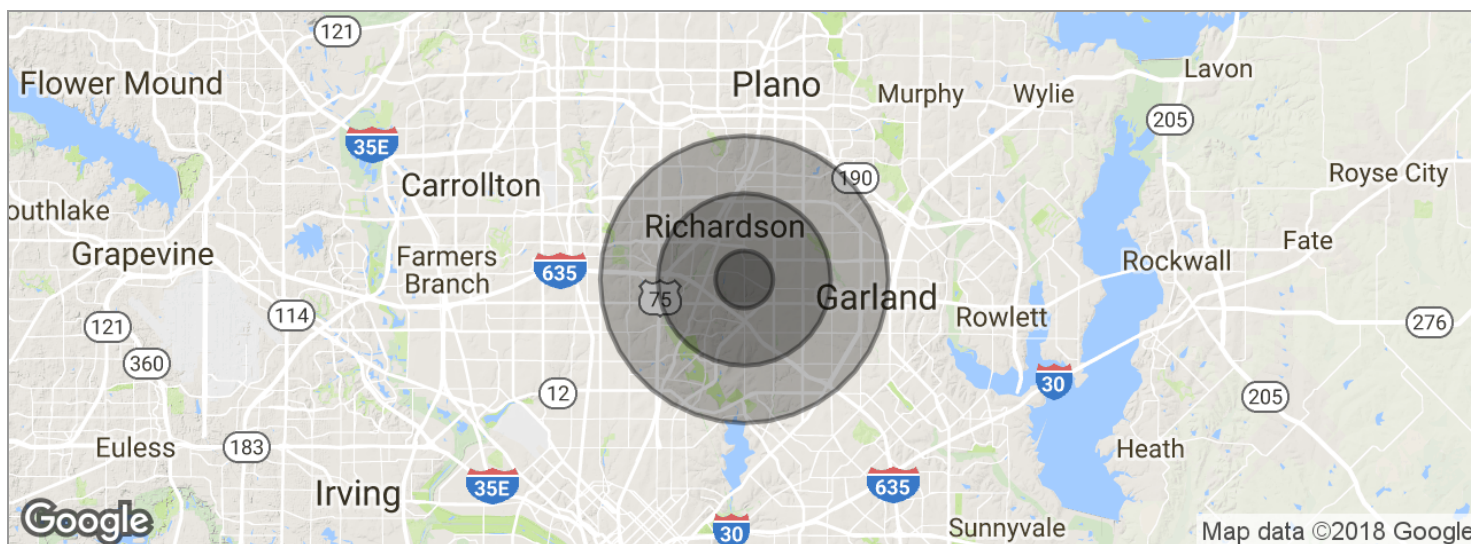 121
Flower Mound
Plano
Lavon
Murphy
Wylie
205
35E
Royse City
190
Carrollton
outhlake
Richardson
Fate
Grapevine
Farmers
Branch
635
Rockwall
75
Garland
Rowlett
121
114
276
360
30
12
205
Euless
183
Heath
35E
Irving
635
Google
30
Sunnyvale
Map data ©2018 Google